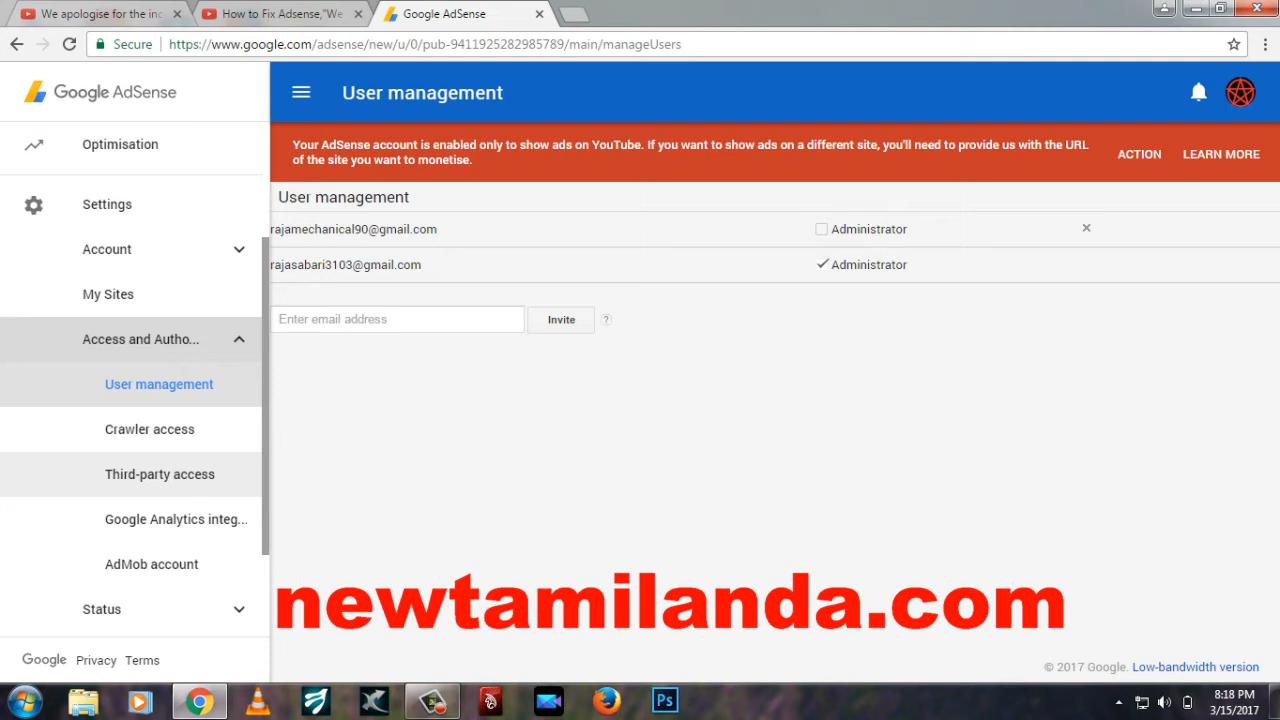 We apologise for the inc
How to Fix Adsense,"We
Google AdSense
Secure
https://www.google.com/adsense/new/u/0/pub-9411925282985789/main/manageUsers
Google AdSense
User management
Your AdSense account is enabled only to show ads on YouTube. If you want to show ads on a different site, you'll need to provide us with the URL
of the site you want to monetise.
ACTION
LEARN MORE
Optimisation
Settings
Account
My Sites
Access and Autho...
User management
Crawler access
Third-party access
Google Analytics integ...
AdMob account
Status
Google Privacy Terms
User management
rajamechanical90@gmail.com
Administrator
rajasabari3103@gmail.com
Administrator
Enter email address
Invite
?
newtamilanda.com
© 2017 Google. Low-bandwidth version
Ps
8:18 PM
3/15/2017